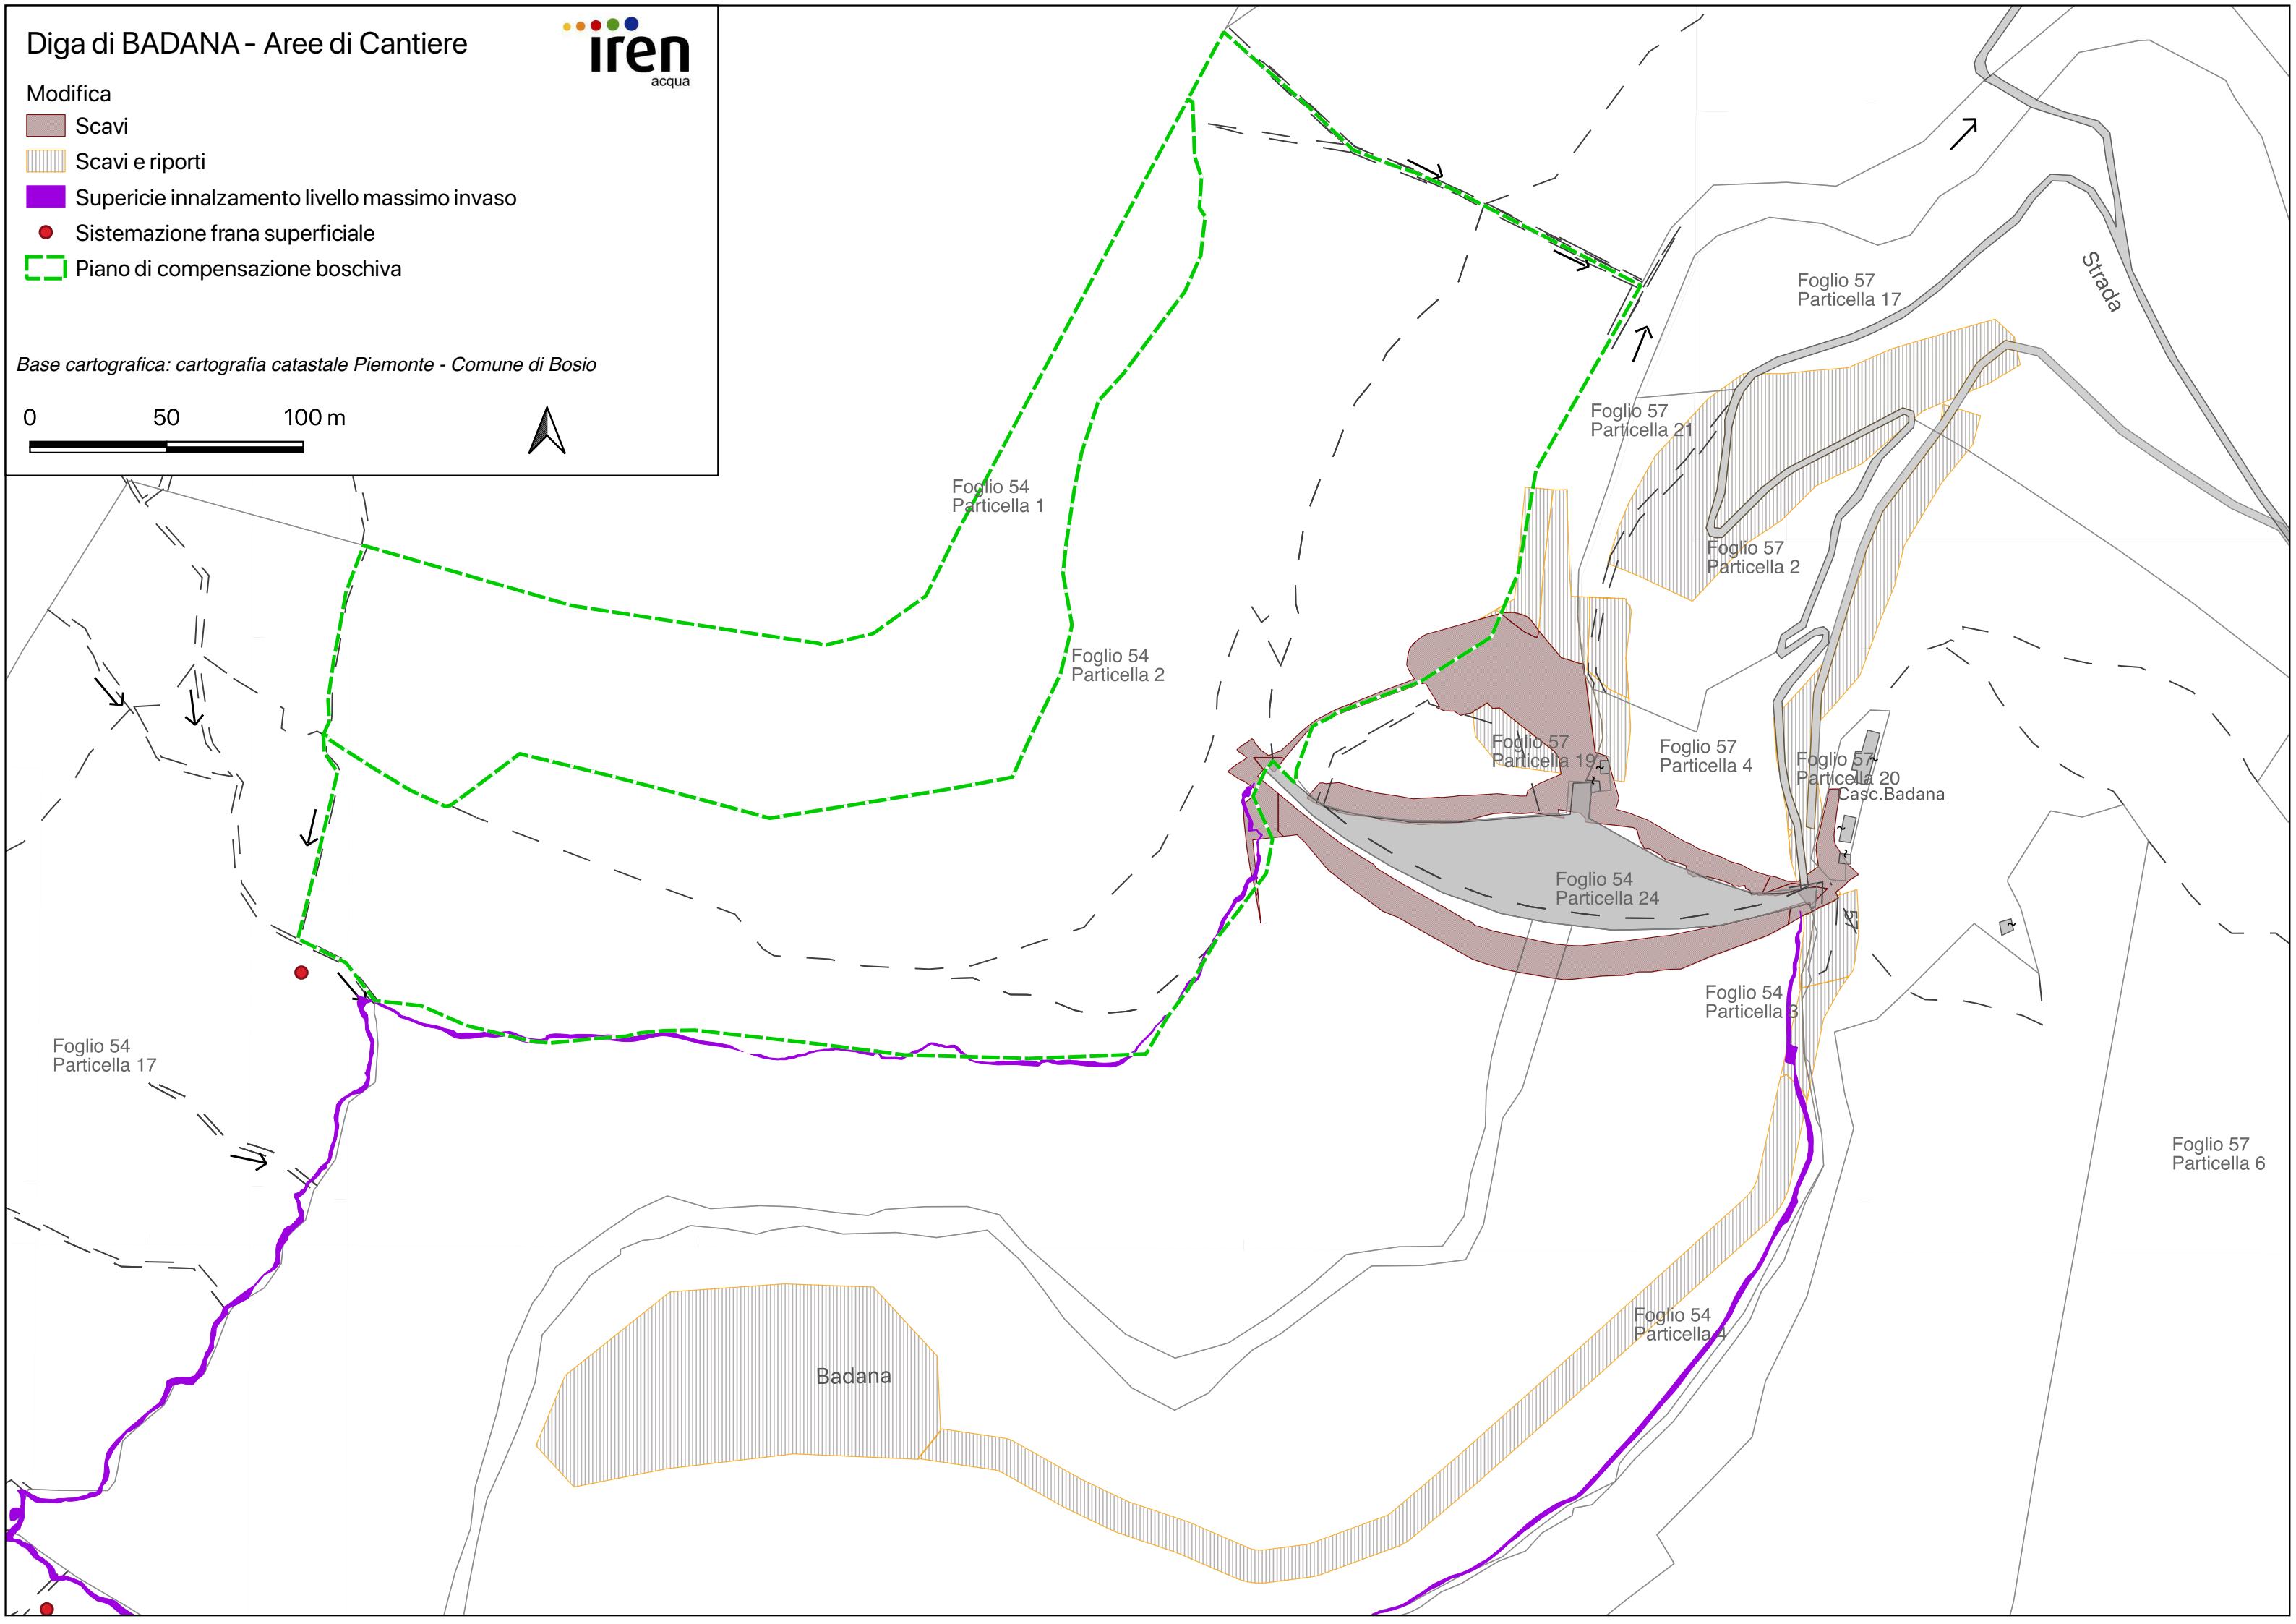 Diga di BADANA - Aree di Cantiere
iren
acqua
Modifica
Scavi
Scavi e riporti
Supericie innalzamento livello massimo invaso
Sistemazione frana superficiale
Piano di compensazione boschiva
Base cartografica: cartografia catastale Piemonte - Comune di Bosio
0 50 100 m
Strada
Foglio 57
Particella 17
Foglio 57
Particella 21
Foglio 54
Particella 1
Foglio 57
Particella 2
Foglio 54
Particella 2
Foglio 57
Particella 19
Foglio 57
Particella 4
Foglio 57
Particella 20
Casc.Badana
Foglio 54
Particella 24
57
Foglio 54
Particella 3
Foglio 54
Particella 17
Foglio 57
Particella 6
Foglio 54
Particella 4
Badana